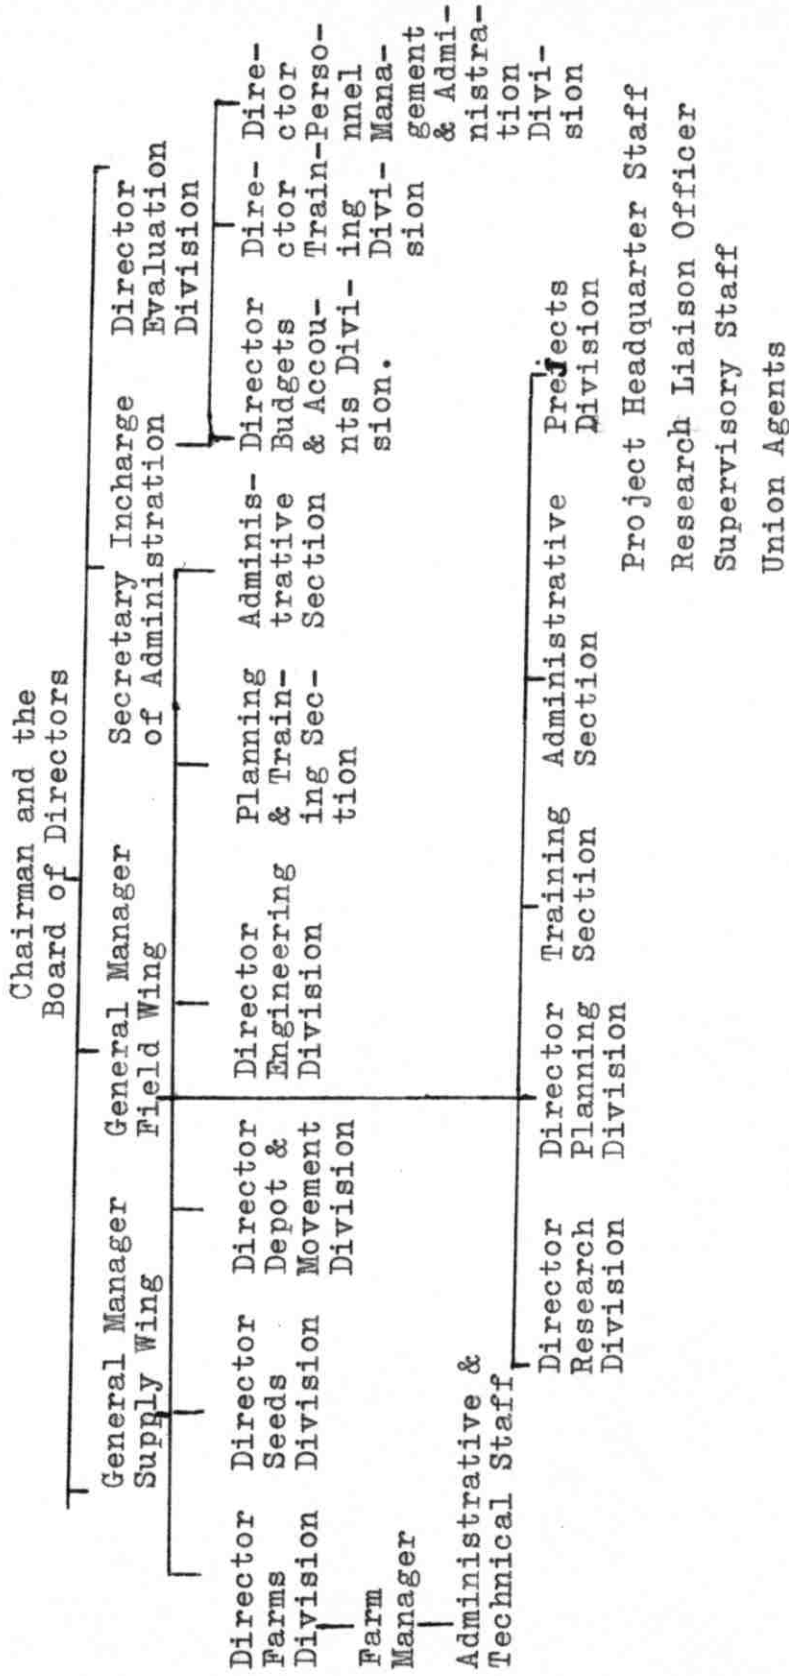 Chairman and the
Board of Directors
General Manager
Supply Wing
General Manager
Field Wing
Secretary Incharge
of Administration
Director
Evaluation
Division
Director
Farms
Division
Director
Seeds
Division
Director
Depot &
Movement
Division
Director
Engineering
Division
Planning
& Train-
ing Sec-
tion
Adminis-
trative
Section
Director
Budgets
& Accou-
nts Divi-
sion.
Dire-
ctor
Train-
ing
Divi-
sion
Dire-
ctor
Perso-
nnel
Mana-
gement
& Admi-
nistra-
tion
Divi-
sion
Farm
Manager
Administrative &
Technical Staff
Director
Research
Division
Director
Planning
Division
Training
Section
Administrative
Section
Projects
Division
Project Headquarter Staff
Research Liaison Officer
Supervisory Staff
Union Agents